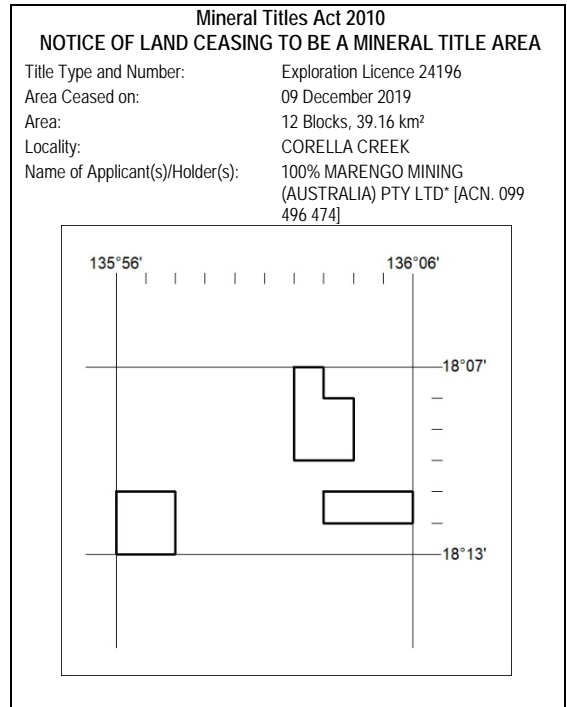 Mineral Titles Act 2010
NOTICE OF LAND CEASING TO BE A MINERAL TITLE AREA
Title Type and Number: Exploration Licence 24196
Area Ceased on: 09 December 2019
Area: 12 Blocks, 39.16 km²
Locality: CORELLA CREEK
Name of Applicant(s)/Holder(s): 100% MARENGO MINING
(AUSTRALIA) PTY LTD* [ACN. 099
496 474]
135°56' 136°06'
18°07'
18°13'